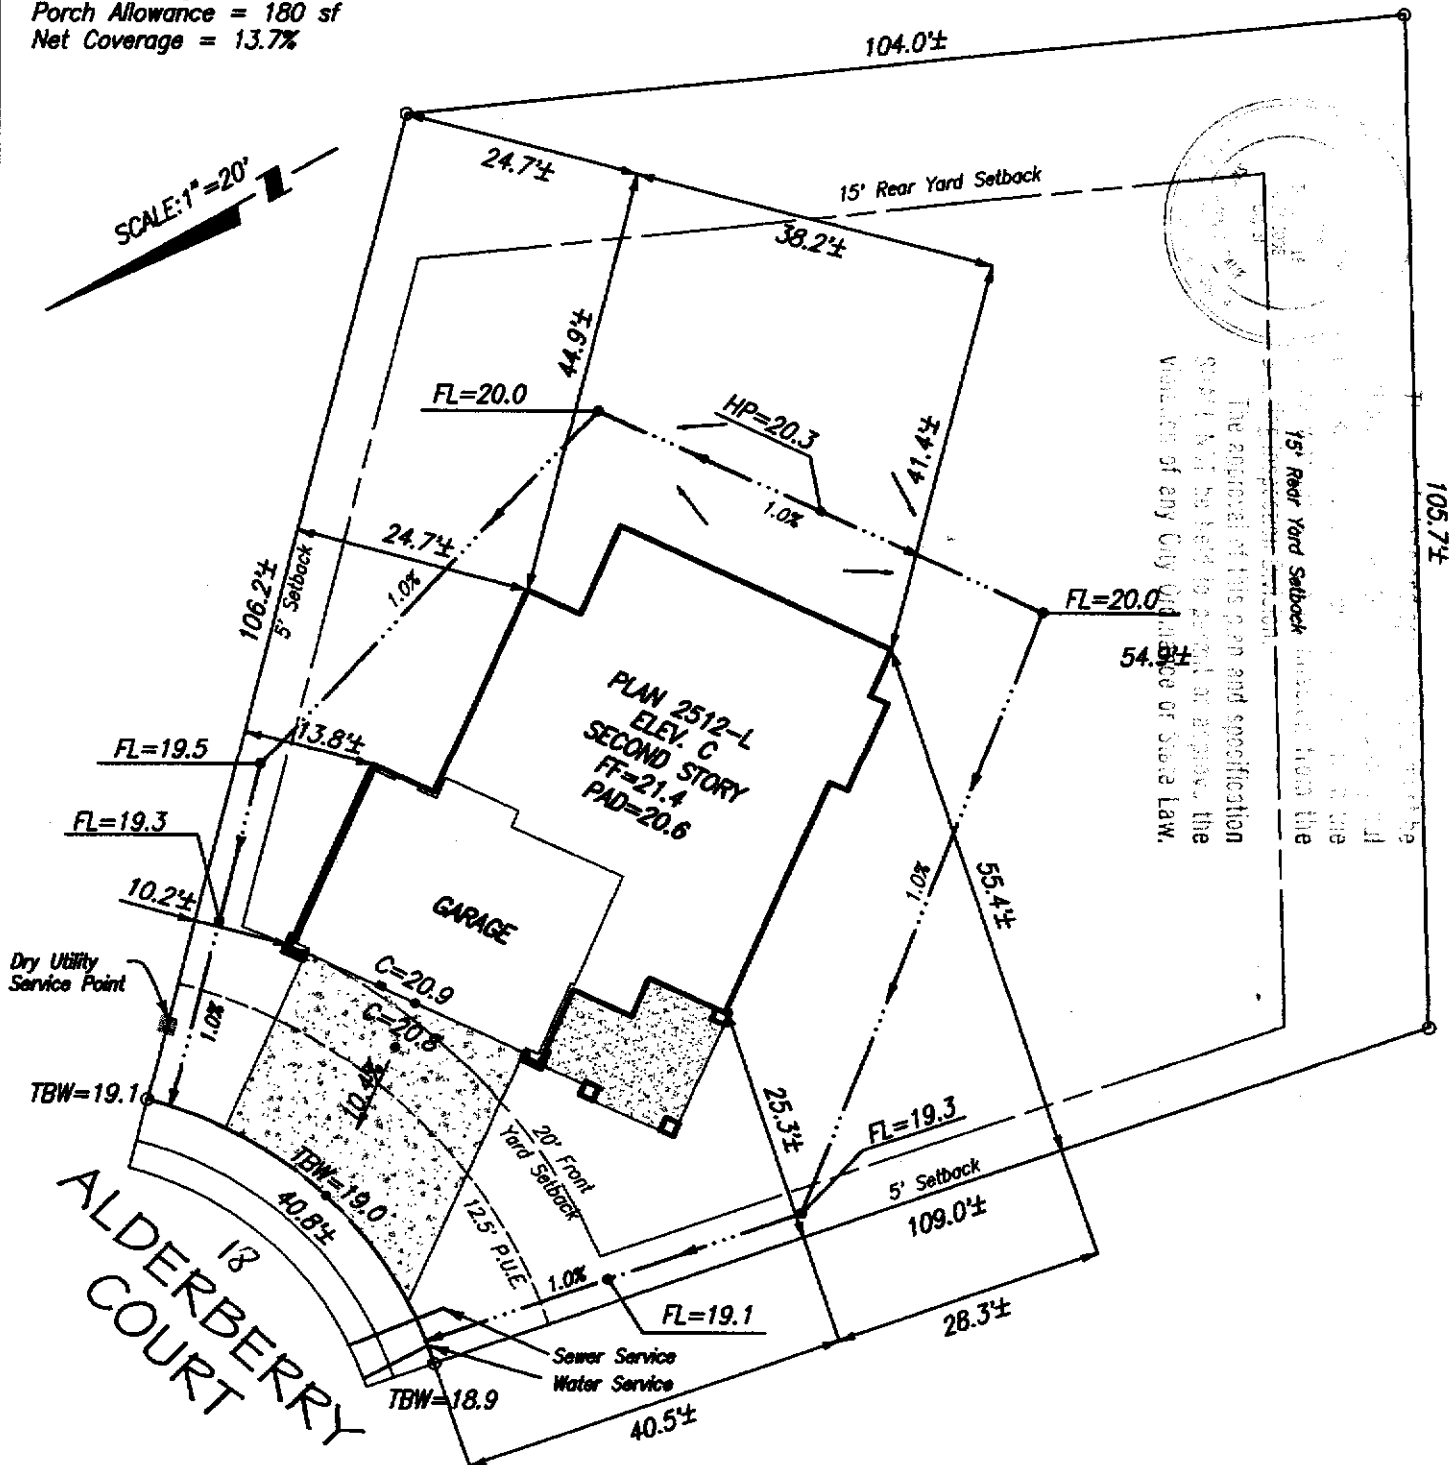 Porch Allowance = 180 sf
Net Coverage = 13.7%
104.0'±
SCALE: 1"=20'
24.7'±
15' Rear Yard Setback
38.2'±
44.9'±
FL=20.0
HP=20.3
41.4'±
1.0%
105.7'±
15' Rear Yard Setback
from the
The approval of this plan and specification
the
of any City Ordinance or State Law.
24.7'±
106.2'±
5' Setback
1.0%
FL=20.0
54.9'±
PLAN 2512-L
ELEV. C
SECOND STORY
FF=21.4
PAD=20.6
FL=19.5
13.8'±
FL=19.3
10.2'±
GARAGE
1.0%
55.4'±
Dry Utility
Service Point
C=20.9
C=20.8
1.0%
10.4%
TBW=19.1
25.3'±
FL=19.3
20' Front
Yard Setback
5' Setback
109.0'±
TBW=19.0
40.8'±
12.5' P.U.E.
18
ALDERBERRY
COURT
1.0%
FL=19.1
28.3'±
Sewer Service
Water Service
TBW=18.9
40.5'±